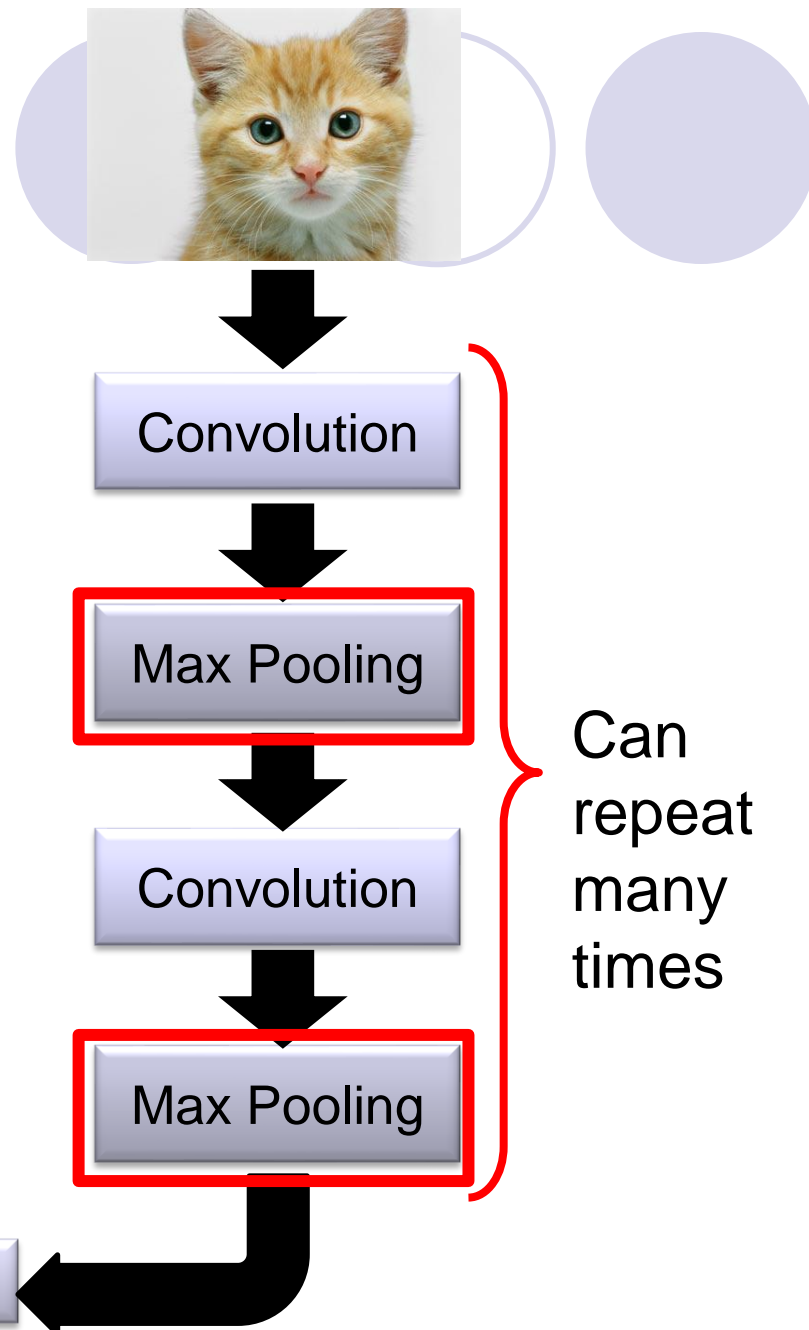 Convolution
Max Pooling
Convolution
Max Pooling
Can
repeat
many
times